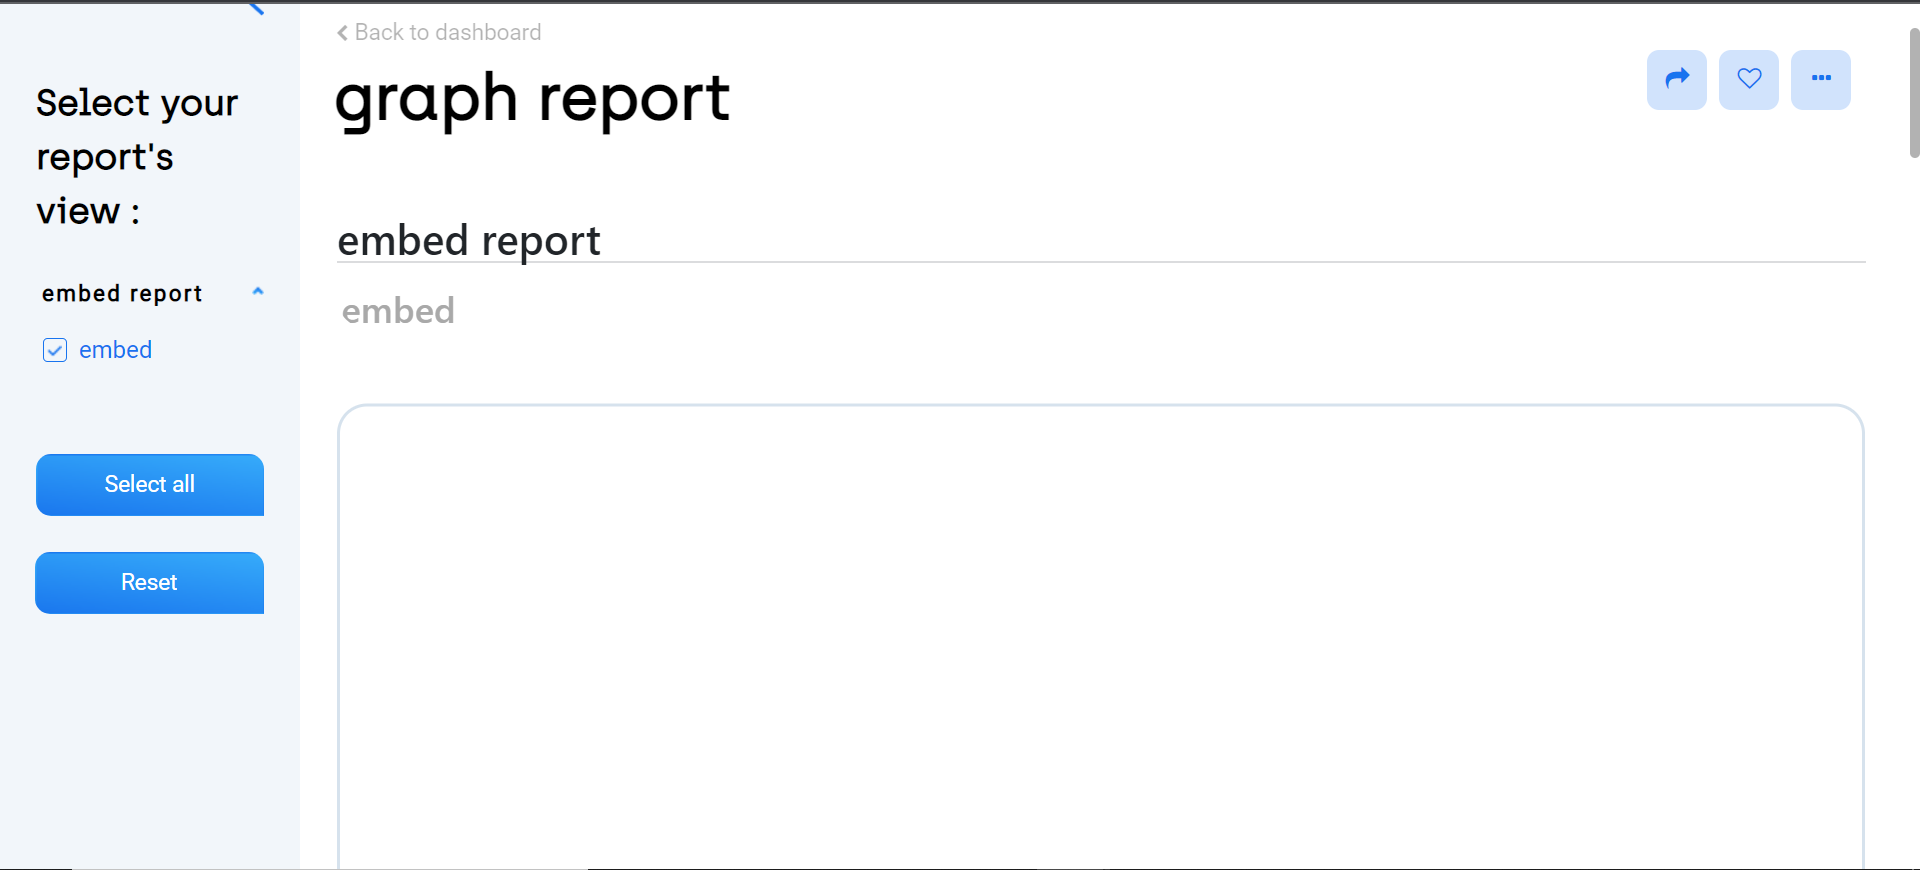 Select your
report's
view :
embed report
embed
Select all
Reset
Back to dashboard
graph report
embed report
embed